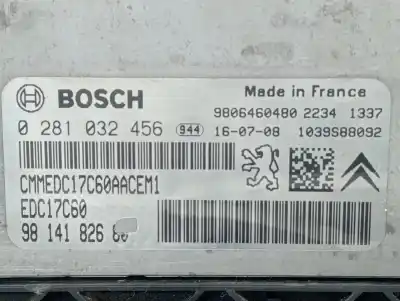 BOSCH
Made in France
9806460480 2234 1337
0 281 032 456 944 16-07-08 1039S88092
CMMEDC17C60AACEM1
EDC17C60
98 141 826